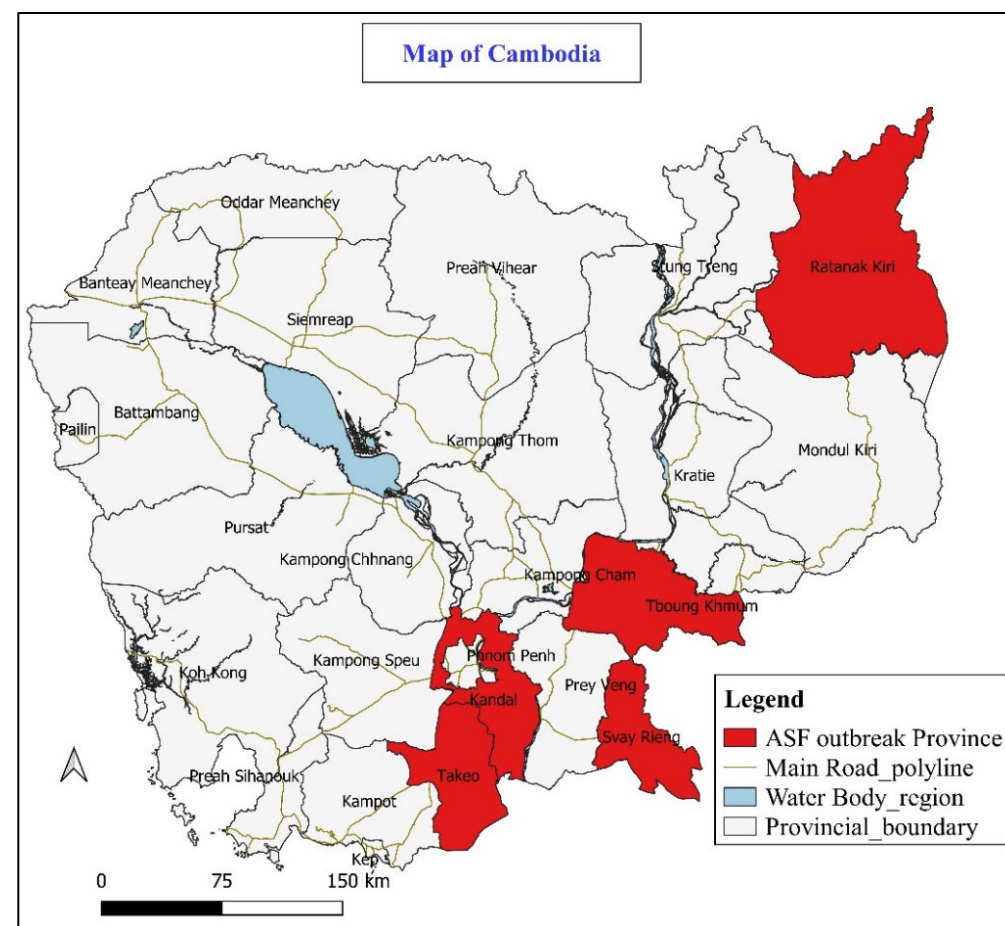 Map of Cambodia
Oddar Meanchey
Ratanak Kiri
Preah Vihear
Stung Treng
Banteay Meanchey
Siemreap
Battambang
Pailin
Kampong Thom
Mondul Kiri
Kratie
Pursat
Kampong Chhnang
Kampong Cham
Tboung Khmum
Kampong Speu
Phnom Penh
Koh Kong
Prey Veng
Kandal
Svay Rieng
Preah Sihanouk
Takeo
Kampot
Kep
Legend
ASF outbreak Province
Main Road_polyline
Water Body_region
Provincial_boundary
0 75 150 km